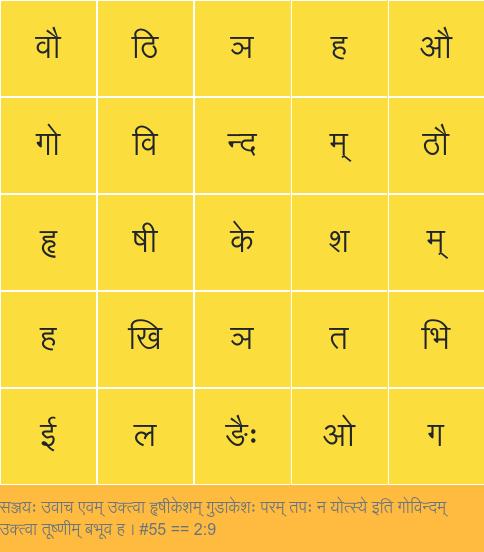 वौ ठि ञ ह औ
गो वि न्द म् ठौ
हृ षी के श म्
ह खि ञ त भि
ई ल ङैः ओ ग
सञ्जयः उवाच एवम् उक्त्वा हृषीकेशम् गुडाकेशः परम् तपः न योत्स्ये इति गोविन्दम्
उक्त्वा तूष्णीम् बभूव ह । #55 == 2:9